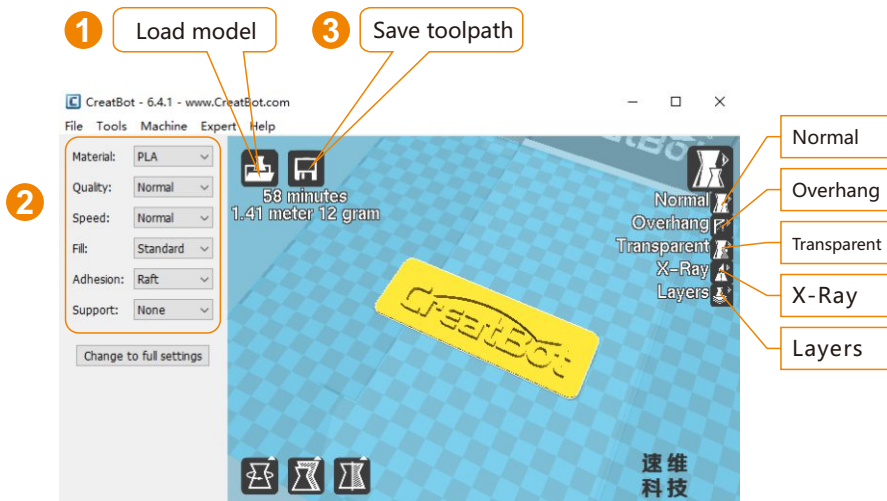 1 Load model
3 Save toolpath
CreatBot - 6.4.1 - www.CreatBot.com
File Tools Machine Expert Help
2
Material: PLA
Quality: Normal
Speed: Normal
Fill: Standard
Adhesion: Raft
Support: None
Change to full settings
58 minutes
1.41 meter 12 gram
CreatBot
Normal
Overhang
Transparent
X-Ray
Layers
CreatBot
速维
科技
Normal
Overhang
Transparent
X-Ray
Layers